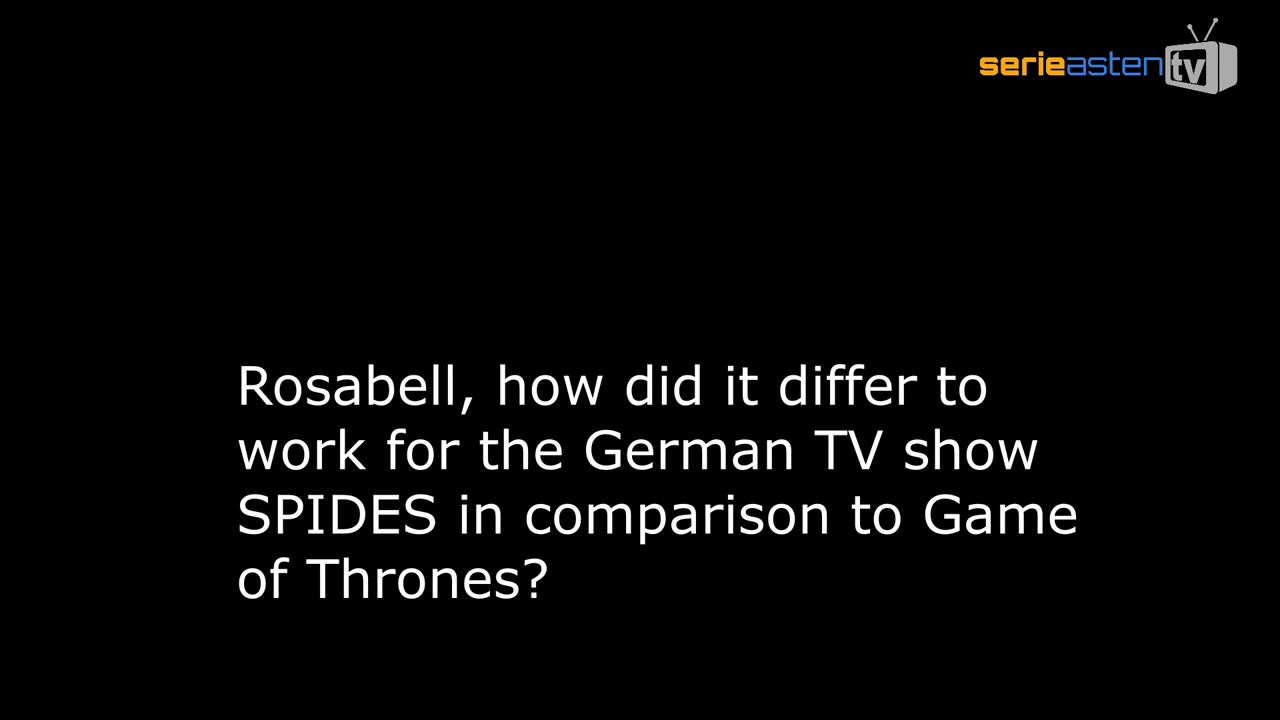 serieasten tv
Rosabell, how did it differ to
work for the German TV show
SPIDES in comparison to Game
of Thrones?